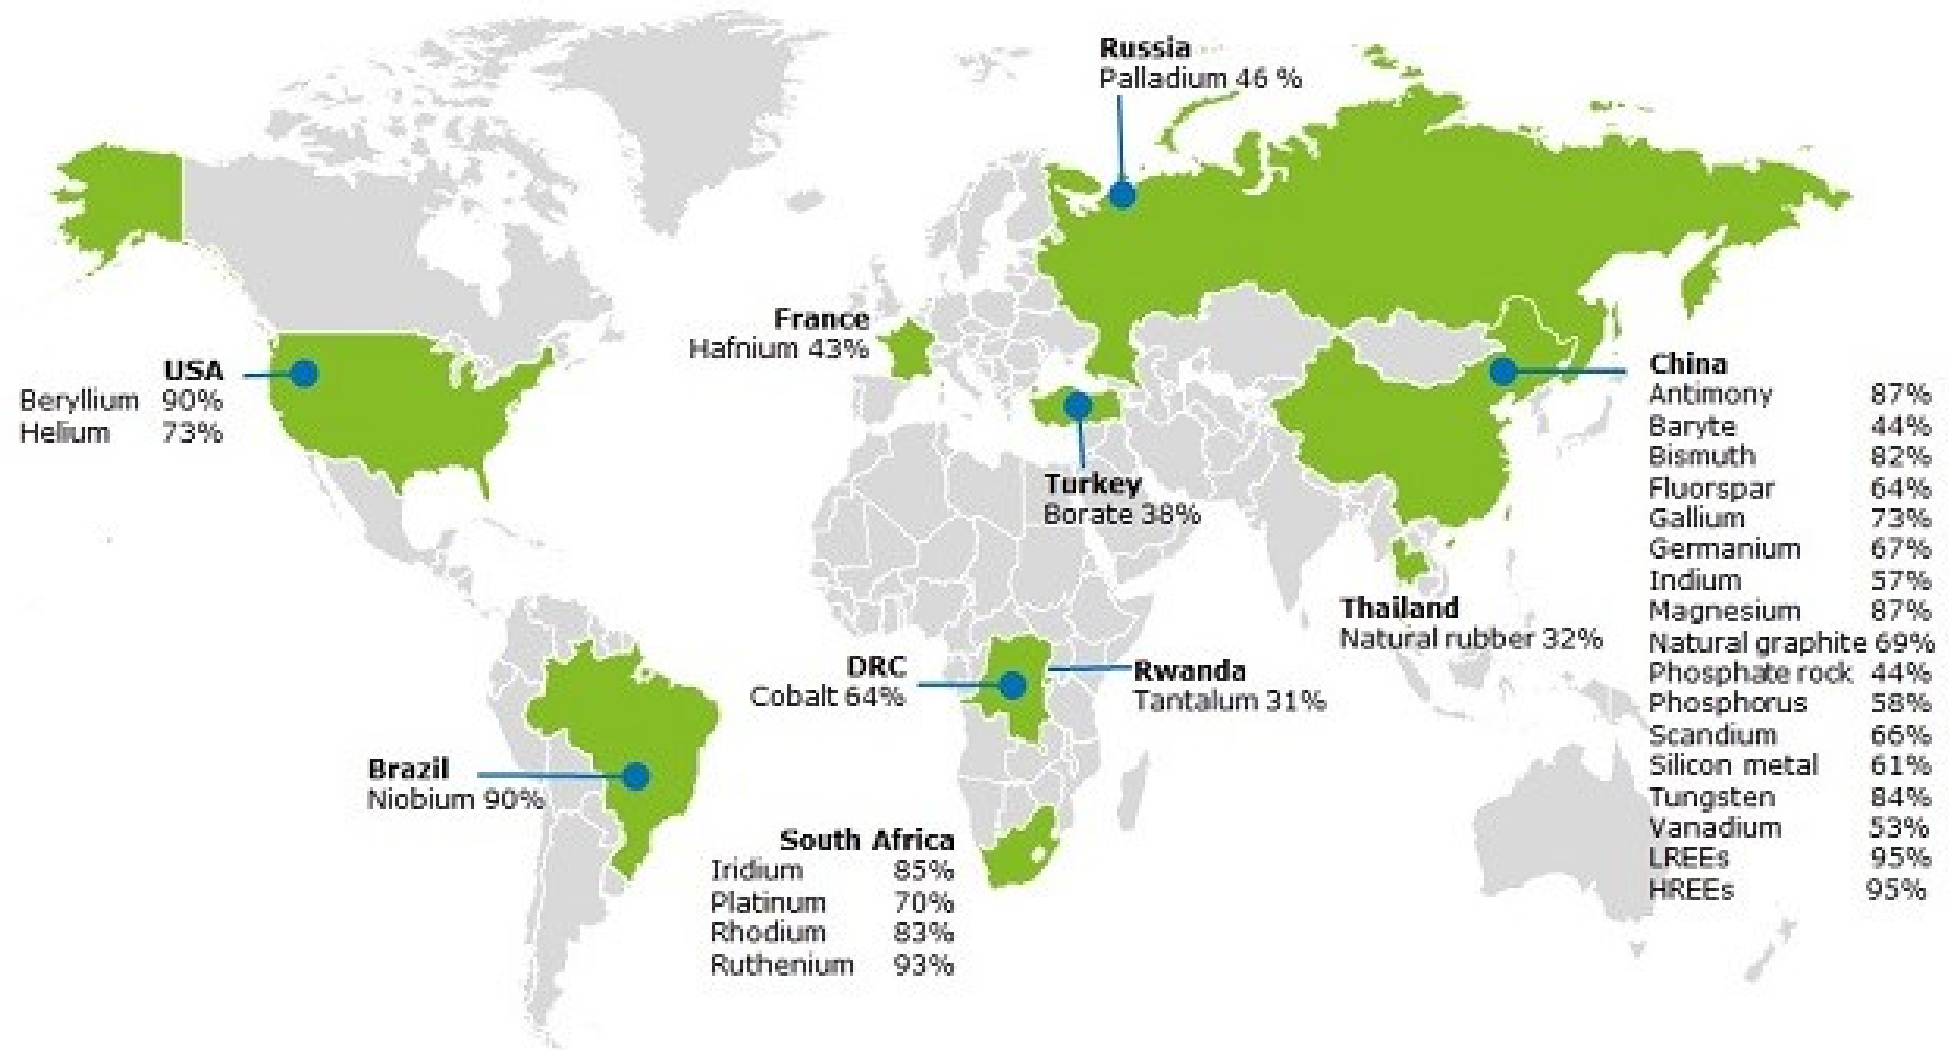 Russia
Palladium 46 %
France
Hafnium 43%
USA
Beryllium 90%
Helium 73%
China
Antimony 87%
Baryte 44%
Bismuth 82%
Fluorspar 64%
Gallium 73%
Germanium 67%
Indium 57%
Magnesium 87%
Natural graphite 69%
Phosphate rock 44%
Phosphorus 58%
Scandium 66%
Silicon metal 61%
Tungsten 84%
Vanadium 53%
LREEs 95%
HREEs 95%
Turkey
Borate 38%
Thailand
Natural rubber 32%
DRC
Cobalt 64%
Rwanda
Tantalum 31%
Brazil
Niobium 90%
South Africa
Iridium 85%
Platinum 70%
Rhodium 83%
Ruthenium 93%